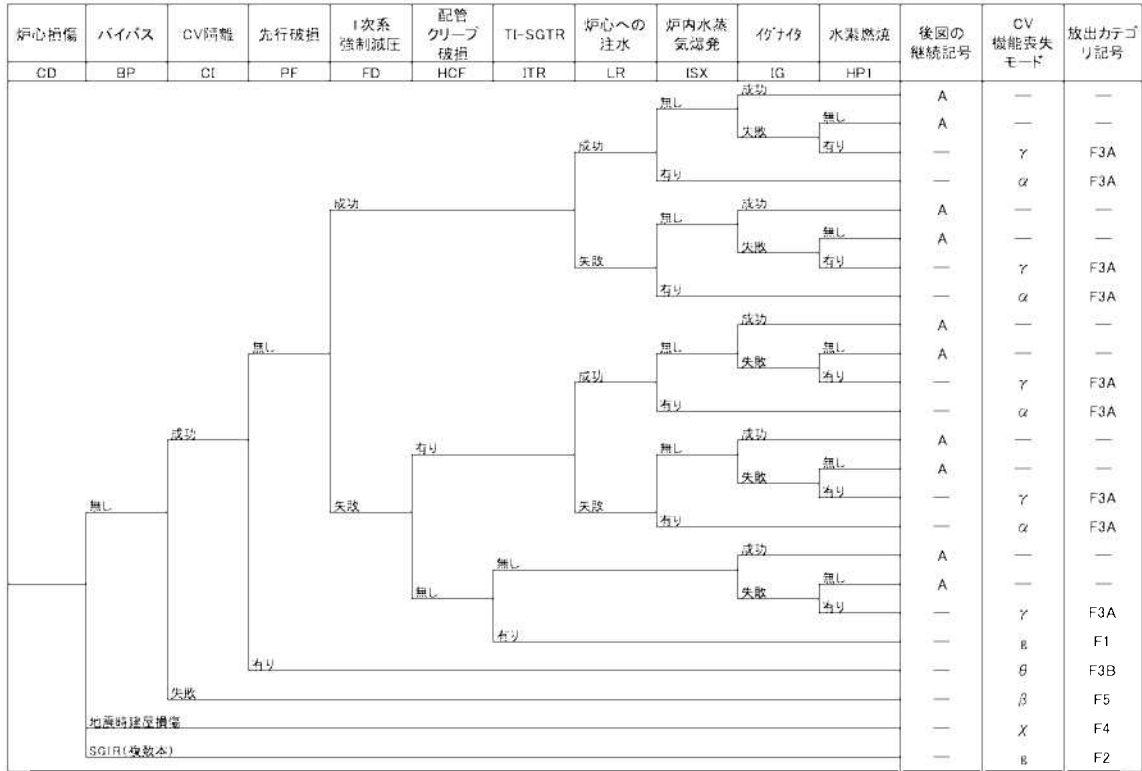 炉心損傷 バイパス CV隔離 先行破損 1次系強制減圧 配管クリープ破損 TI-SGTR 炉心への注水 炉内水蒸気爆発 イグナイタ 水素燃焼 後図の継続記号 CV機能喪失モード 放出カテゴリ記号
CD BP CI PF FD HCF ITR LR ISX IG HP1
成功 A — —
無し
無し A — —
失敗
成功 有り — γ F3A
有り — α F3A
成功 成功 A — —
無し
無し A — —
失敗
失敗 有り — γ F3A
有り — α F3A
成功 A — —
無し 無し 無し A — —
失敗
成功 有り — γ F3A
有り — α F3A
成功 有り 無し 成功 A — —
無し A — —
失敗
有り — γ F3A
無し 失敗 失敗 有り — α F3A
成功 A — —
無し
無し 無し A — —
失敗
有り — γ F3A
有り — g F1
有り — θ F3B
失敗 — β F5
地震時建屋損傷 — χ F4
SGTR(複数本) — g F2